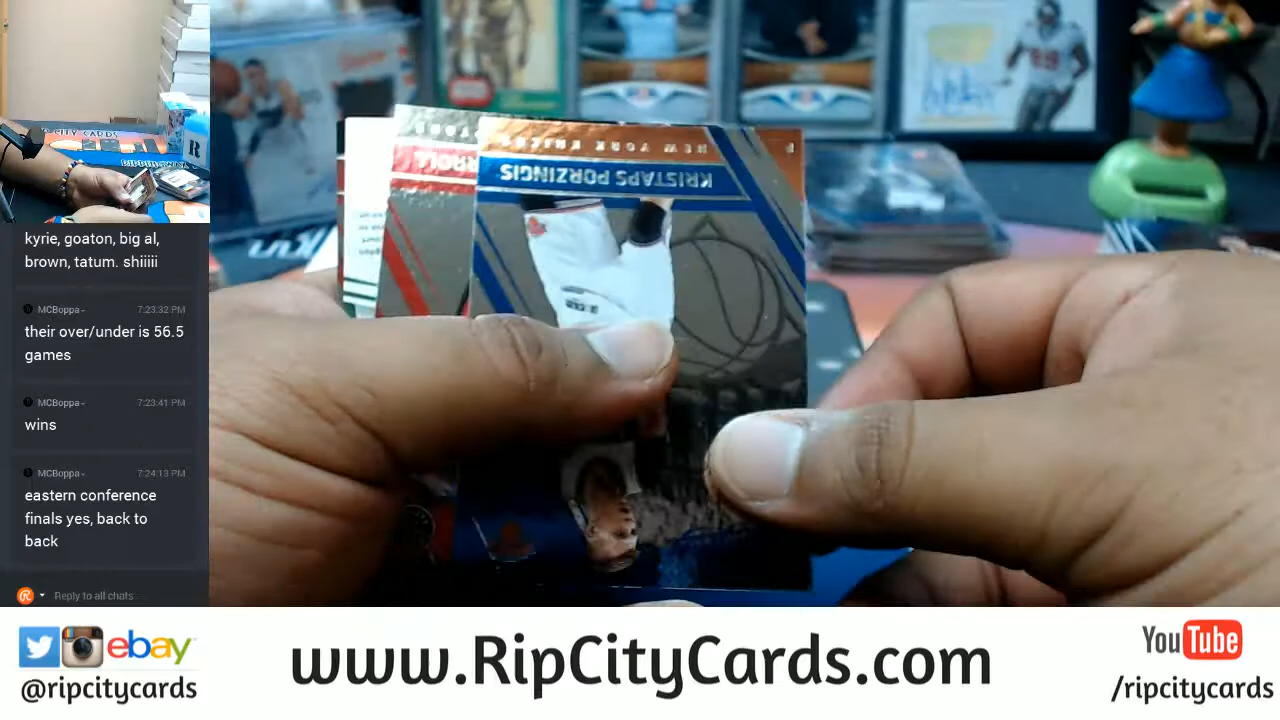 kyrie, goaton, big al,
brown, tatum. shiiiii
MCBoppa- 7:23:32 PM
their over/under is 56.5
games
MCBoppa- 7:23:41 PM
wins
MCBoppa- 7:24:13 PM
eastern conference
finals yes, back to
back
Reply to all chats
F NEW YORK KNICKS
KRISTAPS PORZINGIS
ebay
@ripcitycards
www.RipCityCards.com
YouTube
/ripcitycards